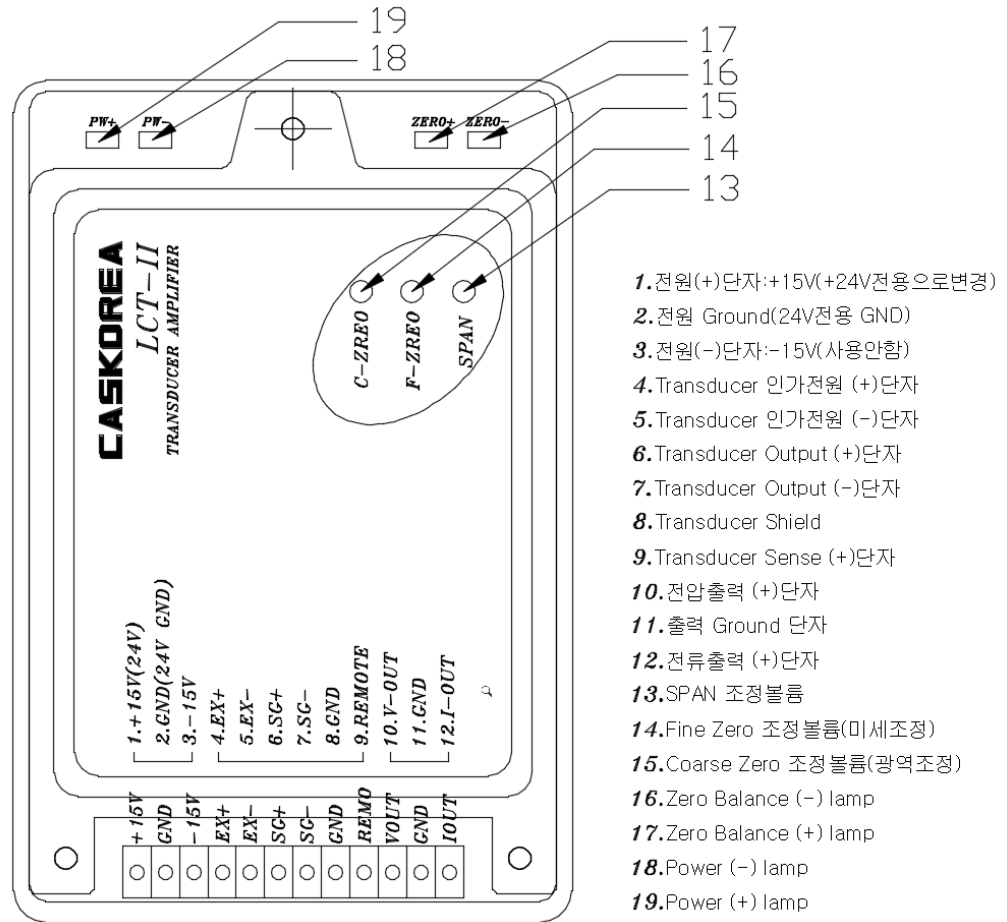 19
18
17
16
15
14
13
PW+ PW- ZERO+ ZERO-
CASKOREA
LCT-II
TRANSDUCER AMPLIFIER
C-ZREO
F-ZREO
SPAN
1.+15V(24V)
2.GND(24V GND)
3.-15V
4.EX+
5.EX-
6.SG+
7.SG-
8.GND
9.REMOTE
10.V-OUT
11.GND
12.I-OUT
+15V
GND
-15V
EX+
EX-
SG+
SG-
GND
REMO
VOUT
GND
IOUT
1.전원(+)단자:+15V(+24V전용으로변경)
2.전원 Ground(24V전용 GND)
3.전원(-)단자:-15V(사용안함)
4.Transducer 인가전원 (+)단자
5.Transducer 인가전원 (-)단자
6.Transducer Output (+)단자
7.Transducer Output (-)단자
8.Transducer Shield
9.Transducer Sense (+)단자
10.전압출력 (+)단자
11.출력 Ground 단자
12.전류출력 (+)단자
13.SPAN 조정볼륨
14.Fine Zero 조정볼륨(미세조정)
15.Coarse Zero 조정볼륨(광역조정)
16.Zero Balance (-) lamp
17.Zero Balance (+) lamp
18.Power (-) lamp
19.Power (+) lamp